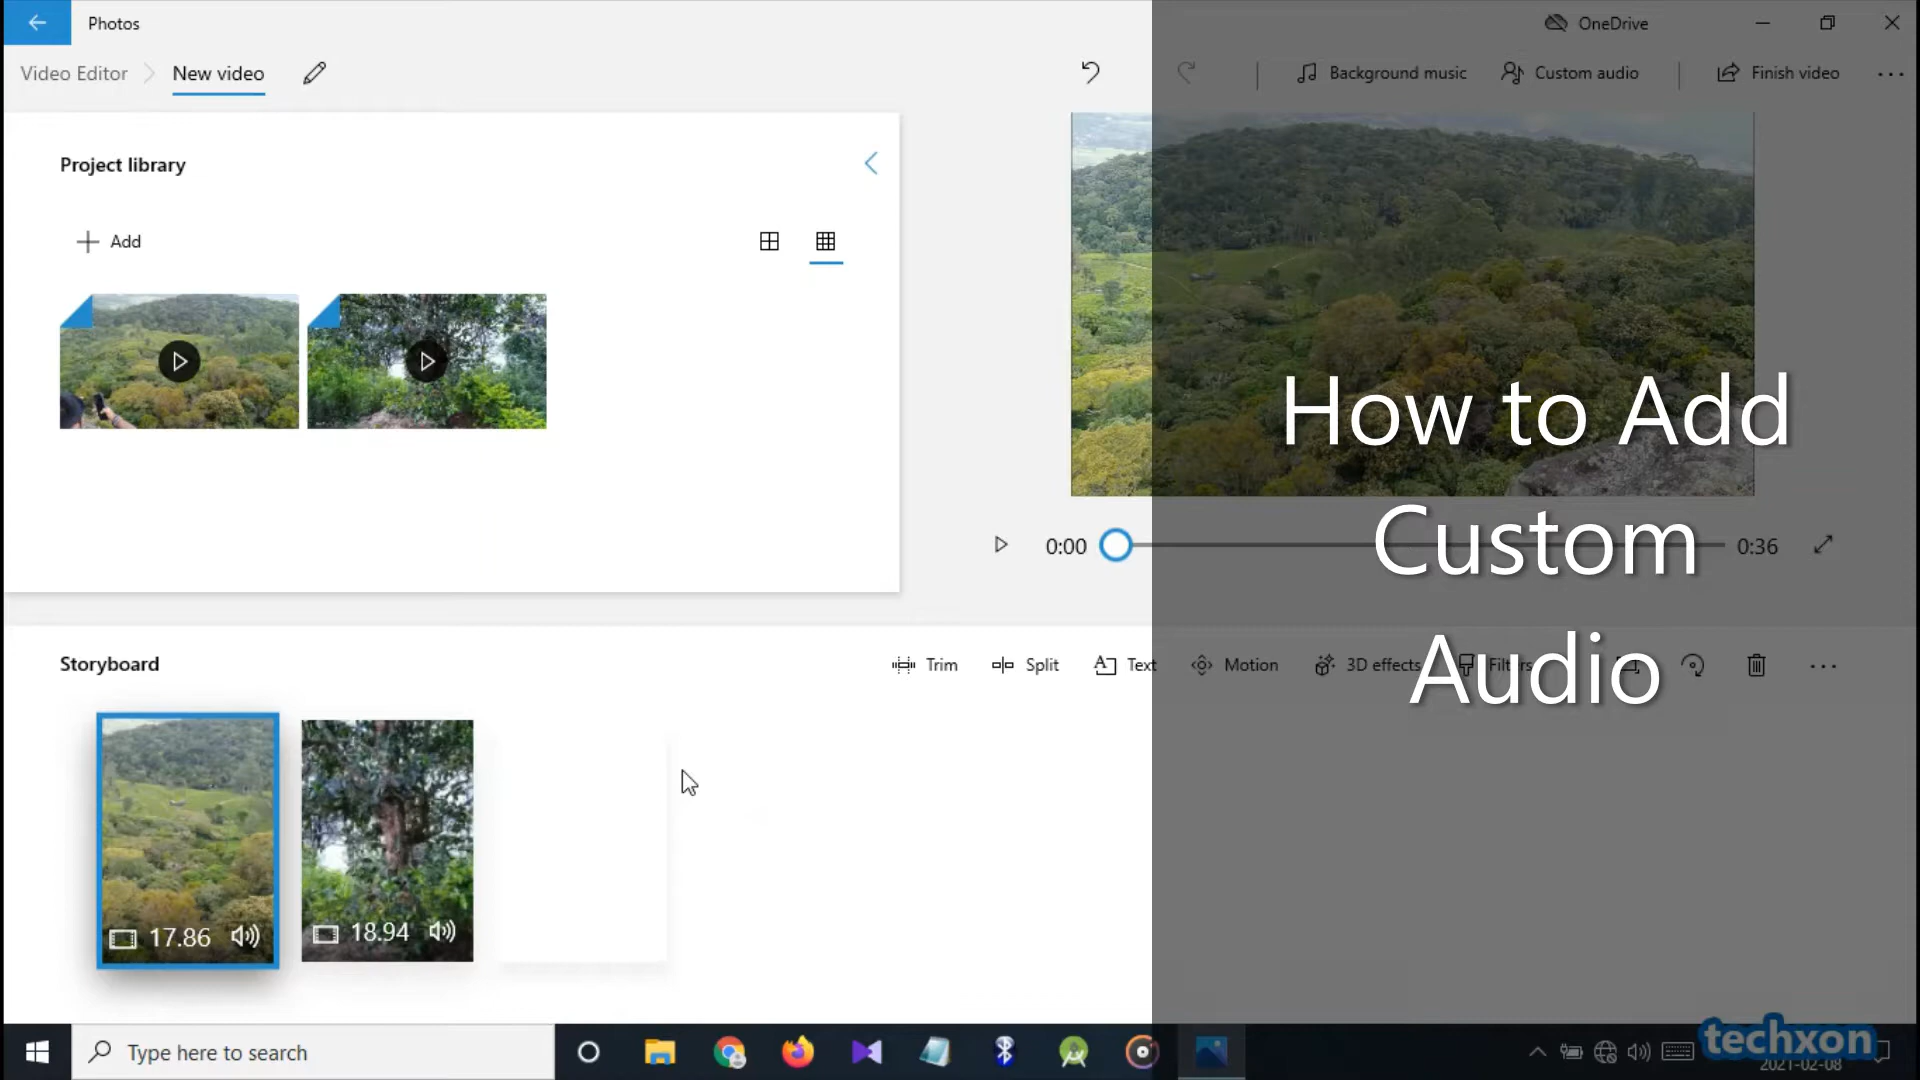 Photos
OneDrive
Video Editor
New video
Background music
Custom audio
Finish video
Project library
Add
0:00
0:36
How to Add
Custom
Audio
Storyboard
Trim
Split
Text
Motion
3D effects
Filters
17.86
18.94
Type here to search
techxon
2021-02-08